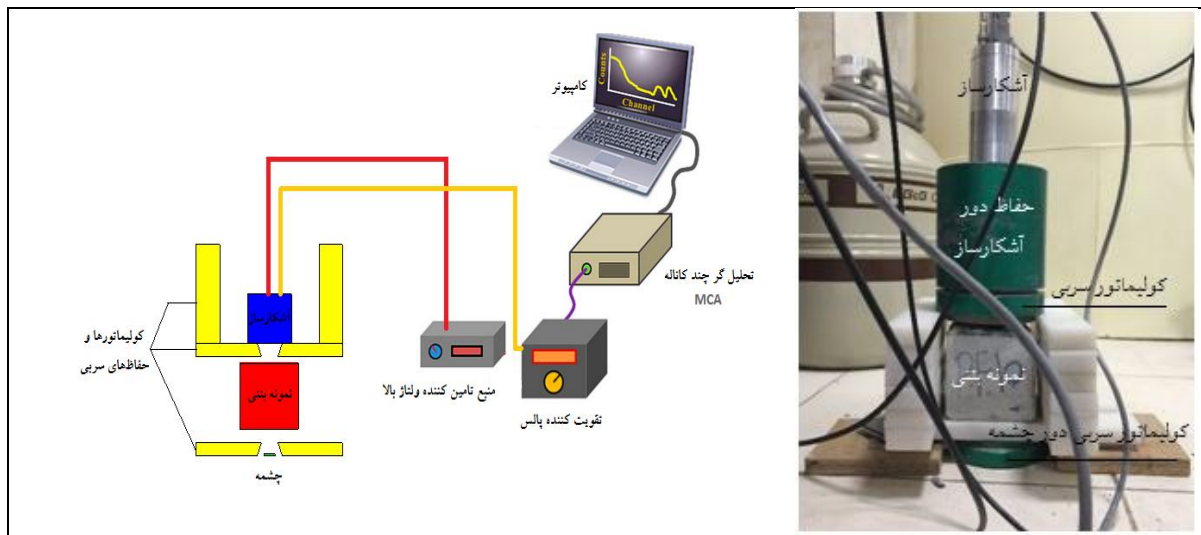 کامپیوتر
Counts
Channel
تحلیل گر چند کاناله
MCA
کولیماتورها و
حفاظ‌های سربی
آشکارساز
نمونه بتنی
چشمه
منبع تامین کننده ولتاژ بالا
تقویت کننده پالس
آشکارساز
حفاظ دور
آشکارساز
کولیماتور سربی
نمونه بتنی
کولیماتور سربی دور چشمه